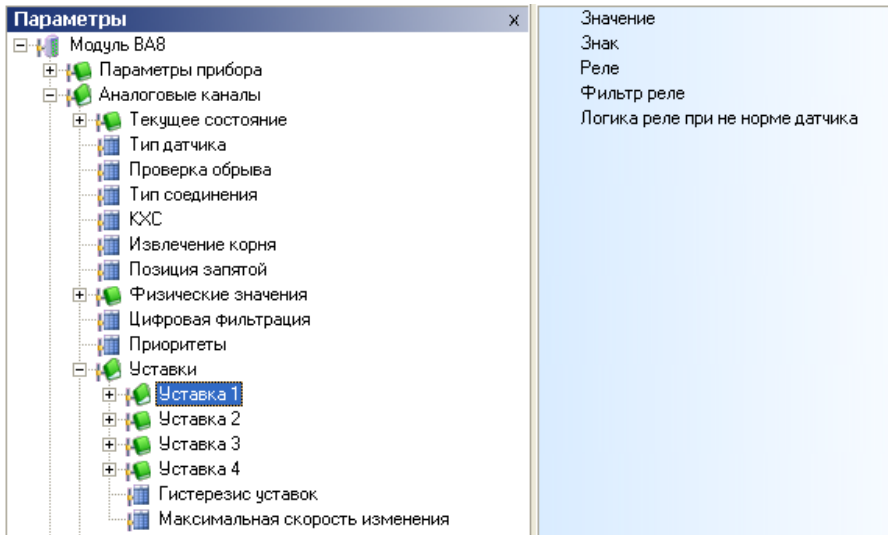 Параметры
Модуль BA8
Параметры прибора
Аналоговые каналы
Текущее состояние
Тип датчика
Проверка обрыва
Тип соединения
КХС
Извлечение корня
Позиция запятой
Физические значения
Цифровая фильтрация
Приоритеты
Уставки
Уставка 1
Уставка 2
Уставка 3
Уставка 4
Гистерезис уставок
Максимальная скорость изменения
Значение
Знак
Реле
Фильтр реле
Логика реле при не норме датчика